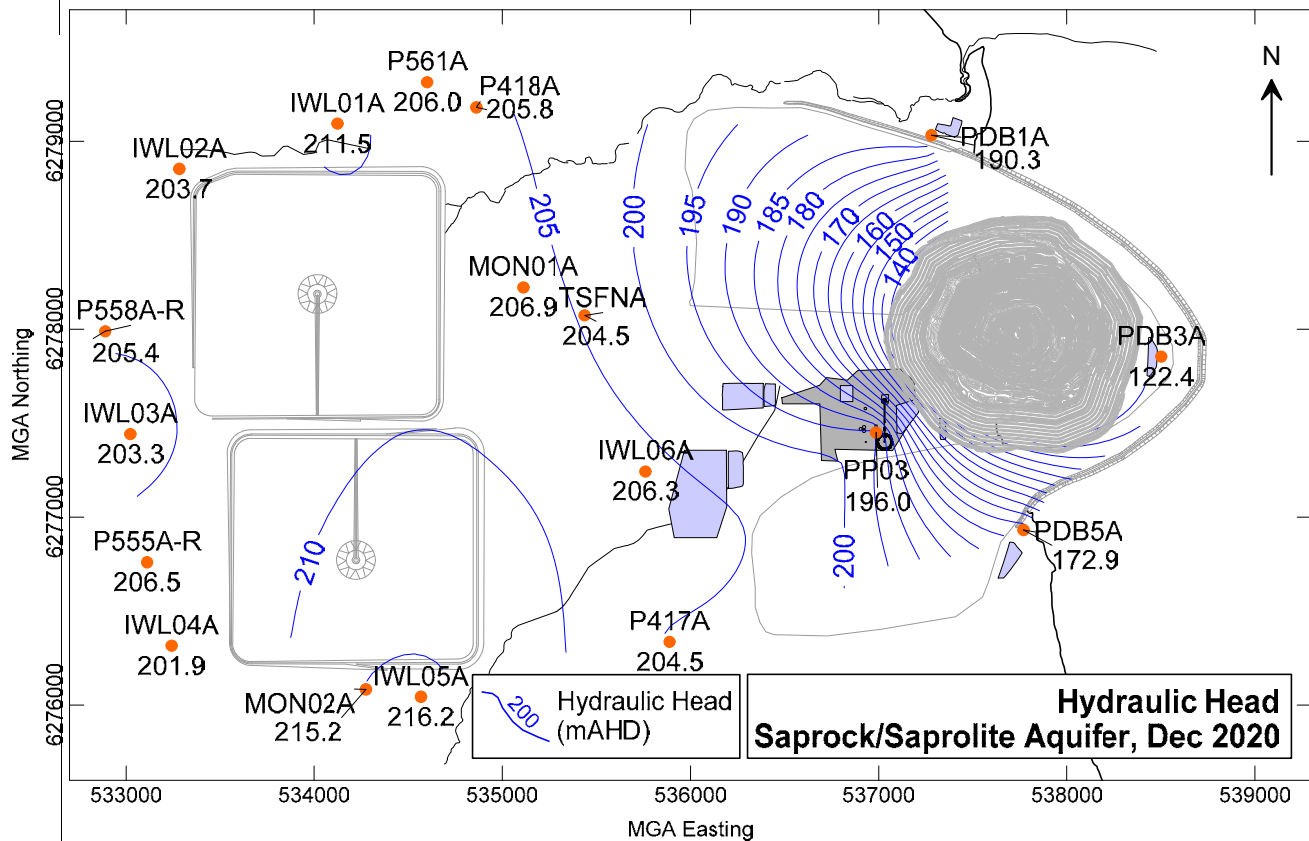 P561A
206.0
P418A
205.8
N
IWL01A
211.5
PDB1A
190.3
IWL02A
203.7
205
200
195
190
185
180
170
160
150
140
MON01A
206.9
TSFNA
204.5
P558A-R
205.4
PDB3A
122.4
IWL03A
203.3
IWL06A
206.3
PP03
196.0
PDB5A
172.9
P555A-R
206.5
210
200
IWL04A
201.9
P417A
204.5
MON02A
215.2
IWL05A
216.2
200
Hydraulic Head
(mAHD)
Hydraulic Head
Saprock/Saprolite Aquifer, Dec 2020
6279000
6278000
6277000
6276000
MGA Northing
533000
534000
535000
536000
537000
538000
539000
MGA Easting